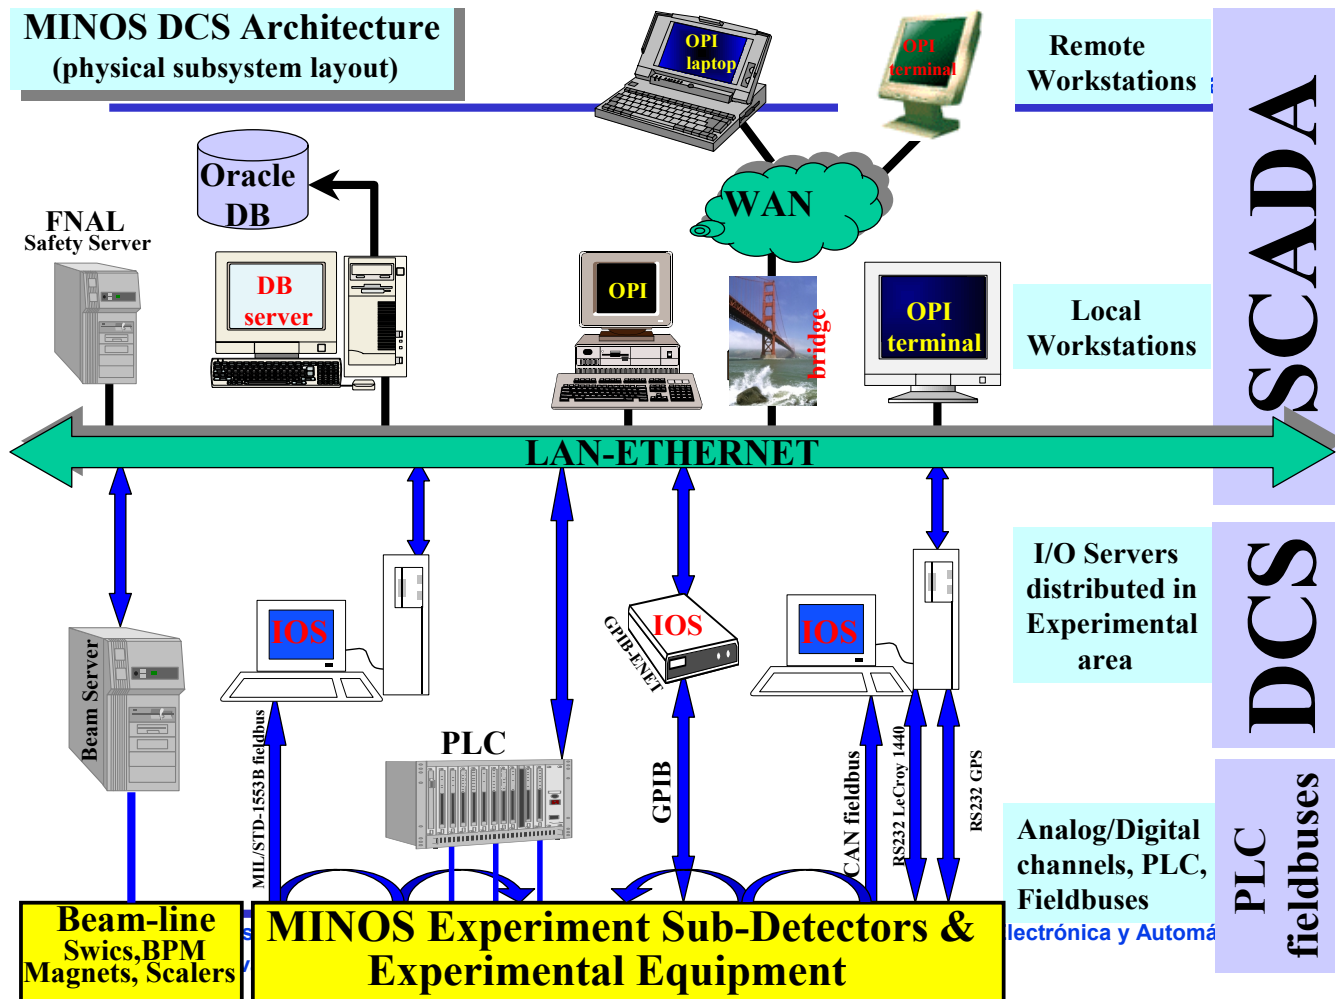 MINOS DCS Architecture
(physical subsystem layout)
OPI
laptop
OPI
terminal
Remote
Workstations
SCADA
Oracle
DB
WAN
FNAL
Safety Server
DB
server
OPI
bridge
OPI
terminal
Local
Workstations
LAN-ETHERNET
I/O Servers
distributed in
Experimental
area
DCS
IOS
IOS
GPIB-ENET
IOS
Beam Server
MIL/STD-1553B fieldbus
PLC
GPIB
CAN fieldbus
RS232 LeCroy 1440
RS232 GPS
Analog/Digital
channels, PLC,
Fieldbuses
PLC
fieldbuses
Beam-line
Swics,BPM
Magnets, Scalers
MINOS Experiment Sub-Detectors &
Experimental Equipment